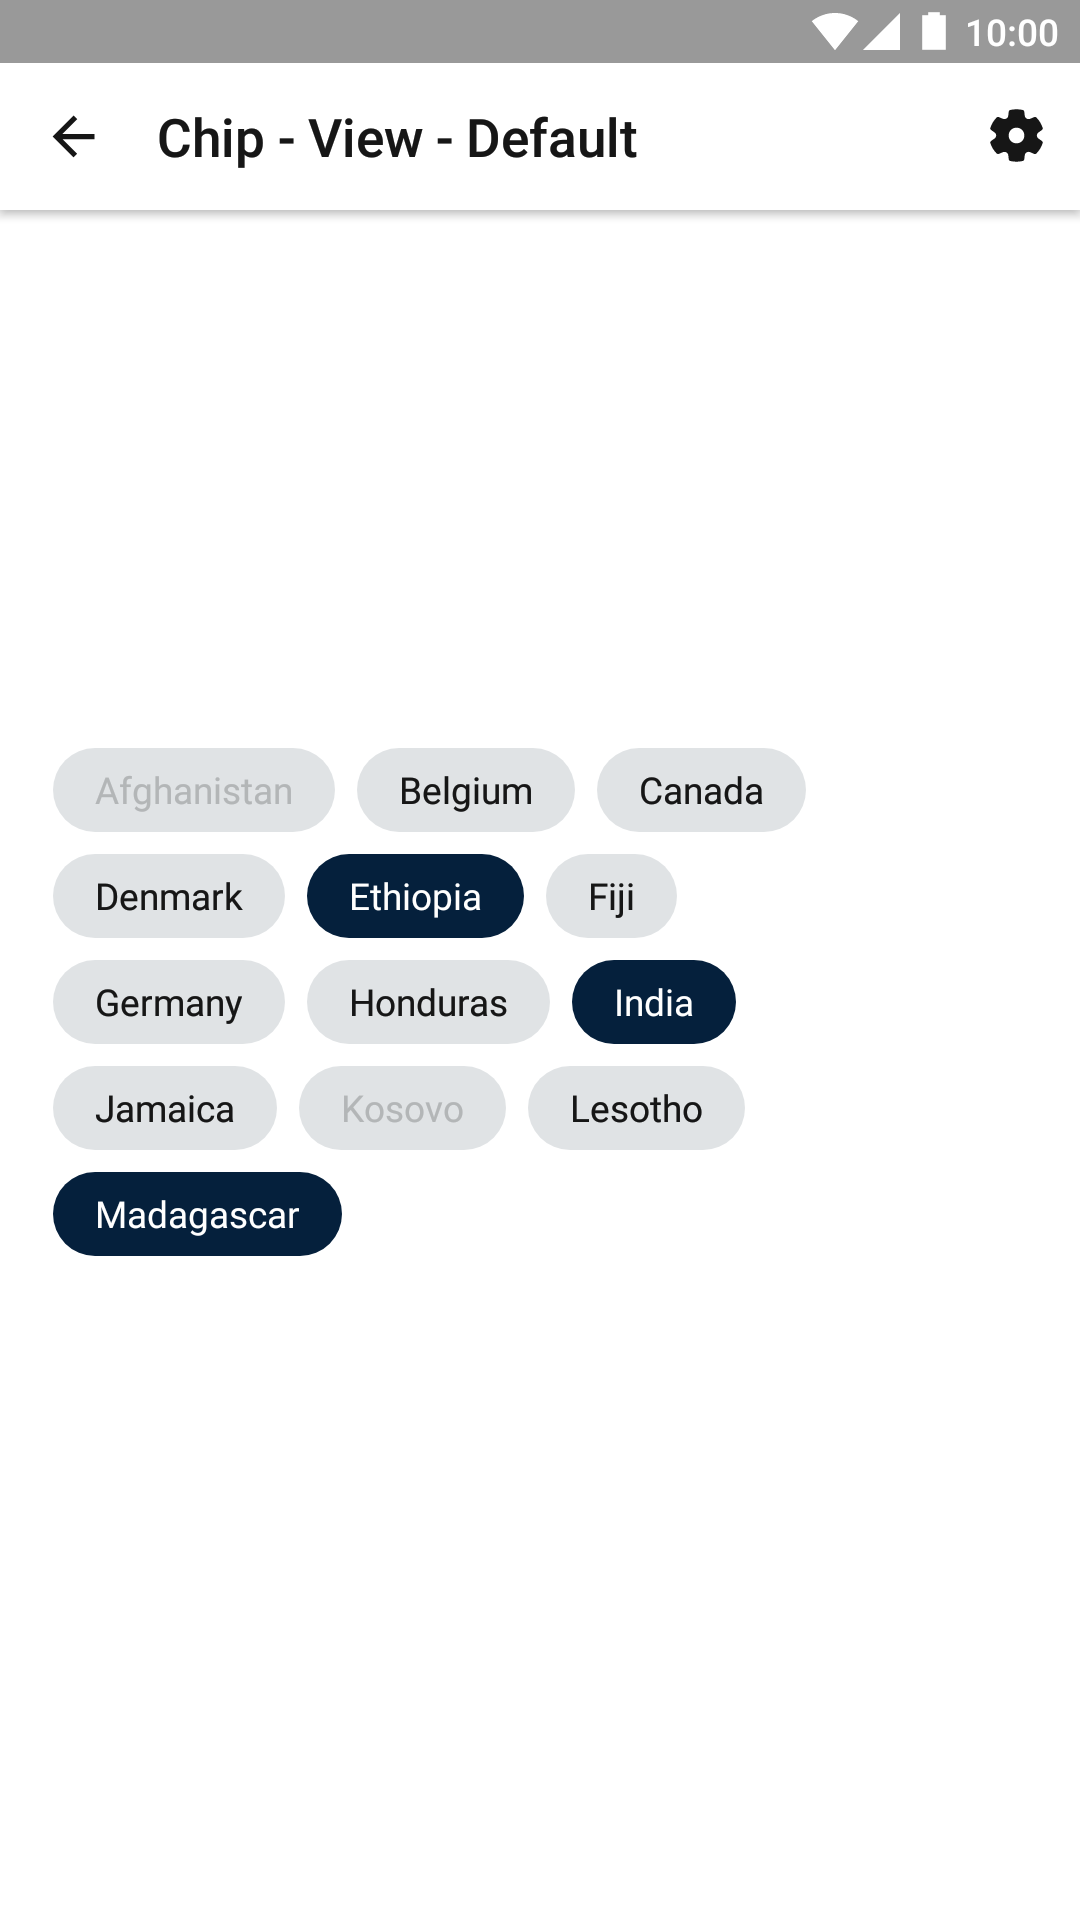 10:00
Chip - View - Default
Afghanistan Belgium Canada
Denmark Ethiopia Fiji
Germany Honduras India
Jamaica Kosovo Lesotho
Madagascar